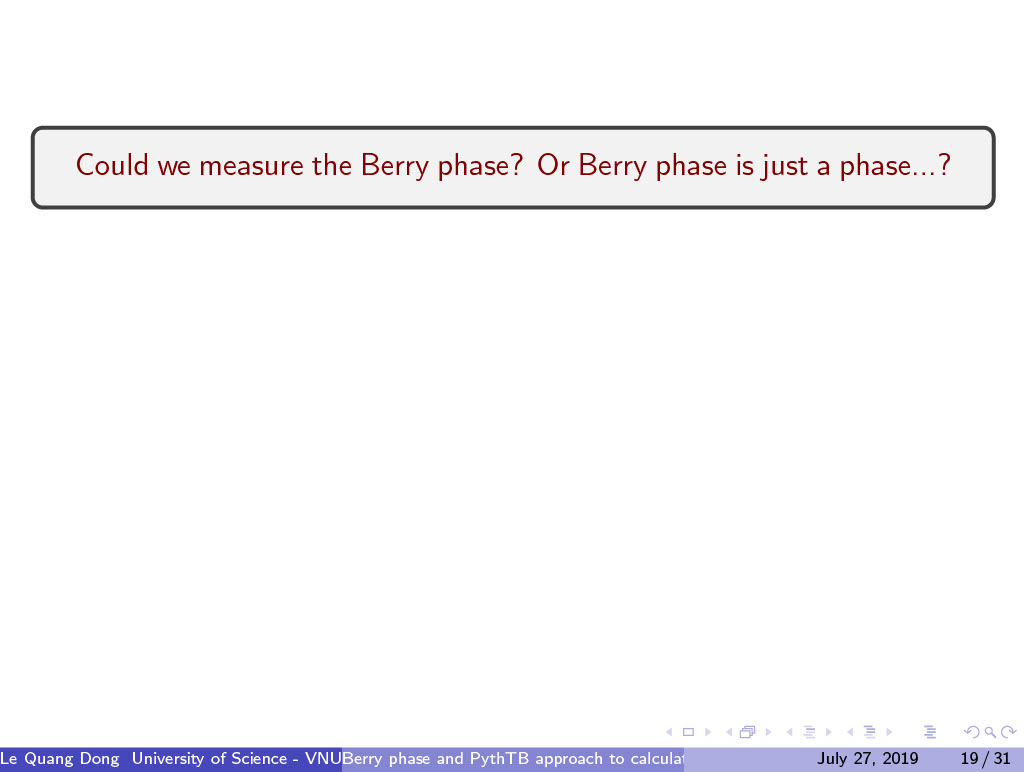 Could we measure the Berry phase? Or Berry phase is just a phase...?
Le Quang Dong University of Science - VNU Berry phase and PythTB approach to July 27, 2019 19 / 31